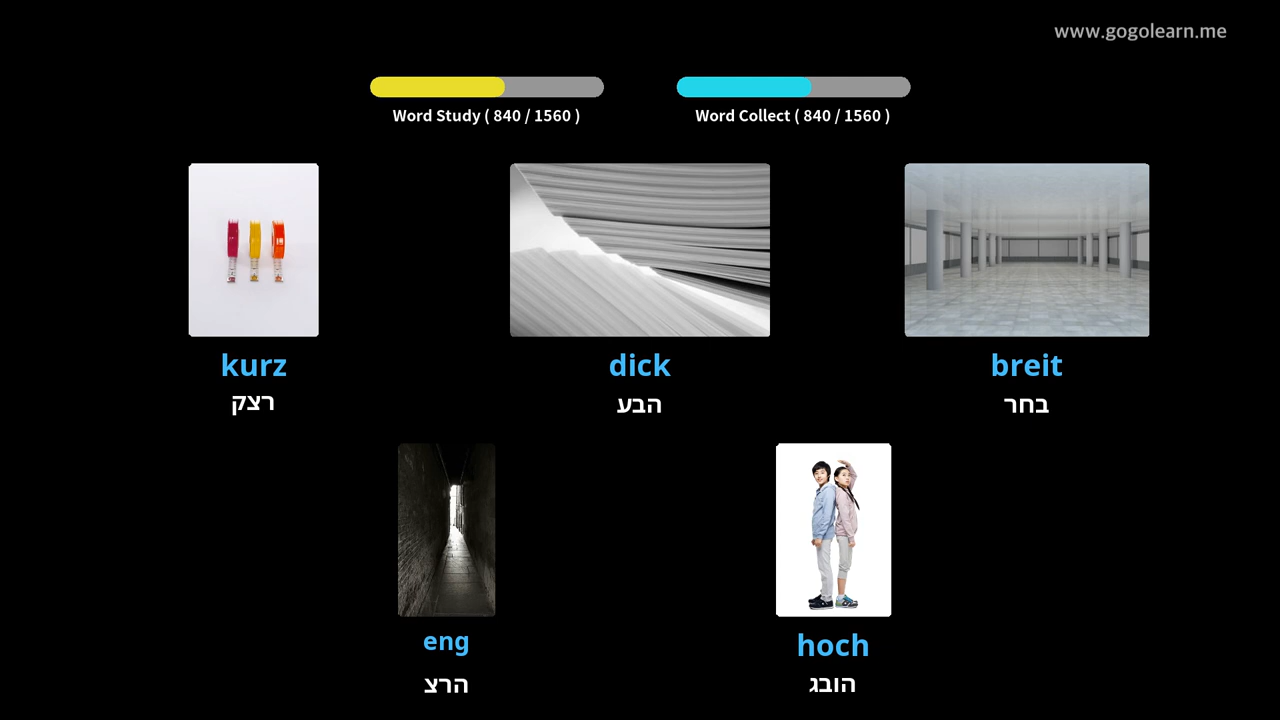 www.gogolearn.me
Word Study ( 840 / 1560 )
Word Collect ( 840 / 1560 )
kurz
רצק
dick
הבע
breit
בחר
eng
הרצ
hoch
הובג